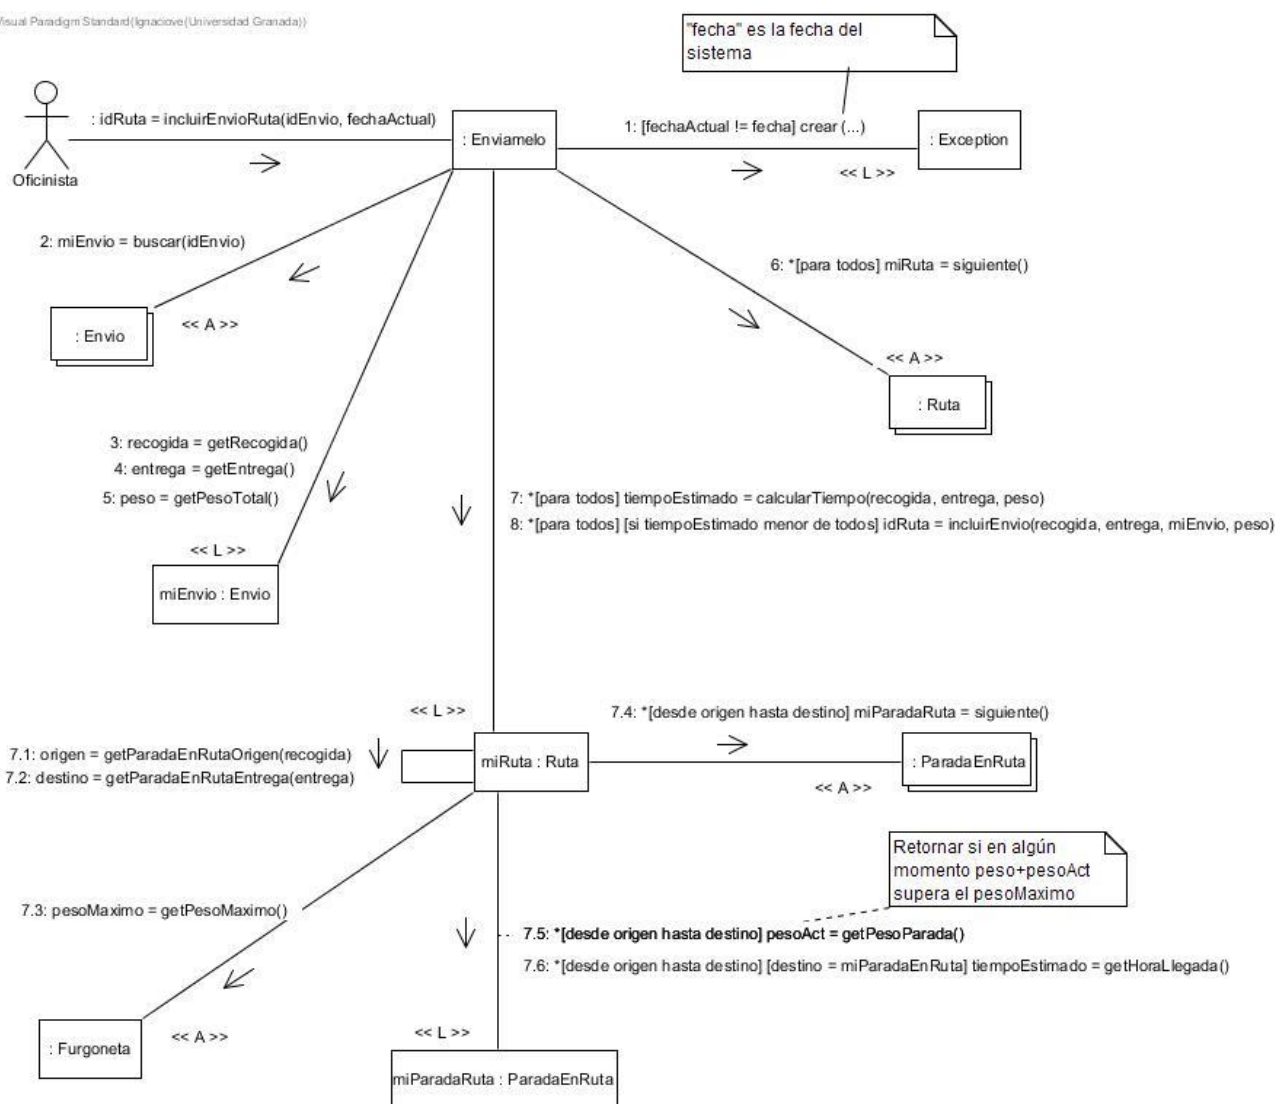 Visual Paradigm Standard(Ignaciove(Universidad Granada))
"fecha" es la fecha del
sistema
: idRuta = incluirEnvioRuta(idEnvio, fechaActual)
1: [fechaActual != fecha] crear (...)
: Enviamelo
: Exception
<< L >>
Oficinista
2: miEnvio = buscar(idEnvio)
6: *[para todos] miRuta = siguiente()
: Envio
<< A >>
<< A >>
: Ruta
3: recogida = getRecogida()
4: entrega = getEntrega()
5: peso = getPesoTotal()
7: *[para todos] tiempoEstimado = calcularTiempo(recogida, entrega, peso)
8: *[para todos] [si tiempoEstimado menor de todos] idRuta = incluirEnvio(recogida, entrega, miEnvio, peso)
<< L >>
miEnvio : Envio
<< L >>
7.4: *[desde origen hasta destino] miParadaRuta = siguiente()
7.1: origen = getParadaEnRutaOrigen(recogida)
7.2: destino = getParadaEnRutaEntrega(entrega)
miRuta : Ruta
: ParadaEnRuta
<< A >>
Retornar si en algún
momento peso+pesoAct
supera el pesoMaximo
7.3: pesoMaximo = getPesoMaximo()
7.5: *[desde origen hasta destino] pesoAct = getPesoParada()
7.6: *[desde origen hasta destino] [destino = miParadaEnRuta] tiempoEstimado = getHoraLlegada()
: Furgoneta
<< A >>
<< L >>
miParadaRuta : ParadaEnRuta